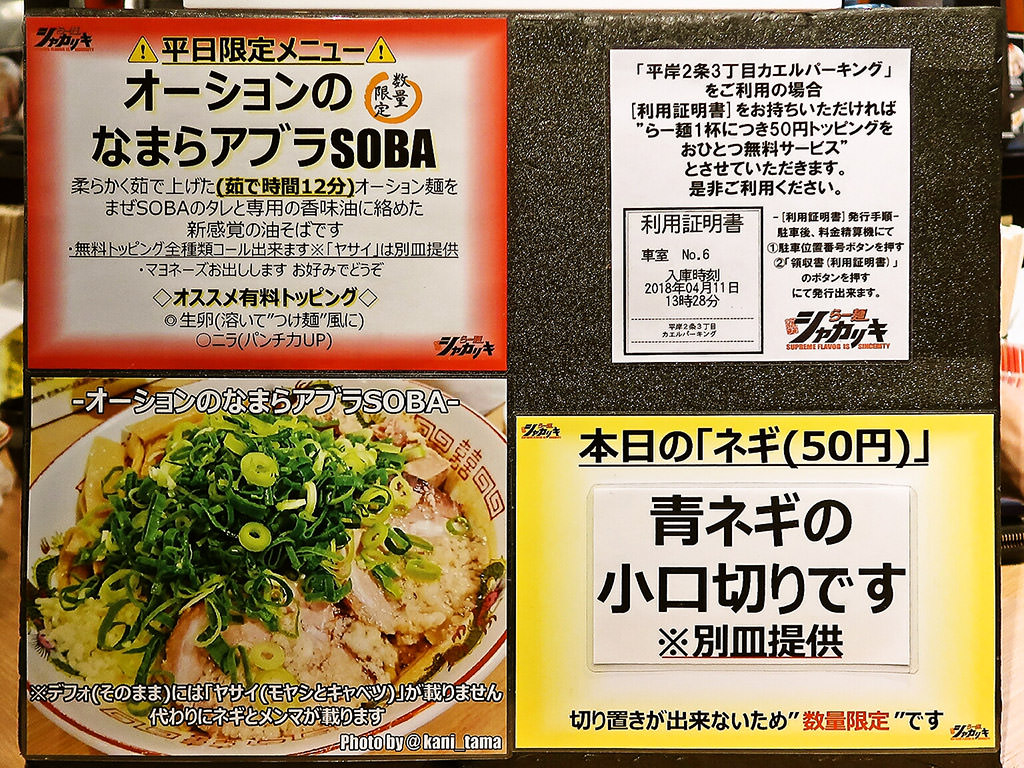 シャカリキ
⚠平日限定メニュー⚠
オーションの
数量
限定
なまらアブラSOBA
柔らかく茹で上げた(茹で時間12分)オーション麺を
まぜSOBAのタレと専用の香味油に絡めた
新感覚の油そばです
・無料トッピング全種類コール出来ます※「ヤサイ」は別皿提供
・マヨネーズお出しします お好みでどうぞ
◇オススメ有料トッピング◇
◎生卵(溶いて"つけ麺"風に)
○ニラ(パンチ力UP)
らー麺
シャカリキ
-オーションのなまらアブラSOBA-
※デフォ(そのまま)には「ヤサイ(モヤシとキャベツ)」が載りません
代わりにネギとメンマが載ります
Photo by @kani_tama
「平岸2条3丁目カエルパーキング」
をご利用の場合
[利用証明書]をお持ちいただければ
"らー麺1杯につき50円トッピングを
おひとつ無料サービス"
とさせていただきます。
是非ご利用ください。
利用証明書
車室 No.6
入庫時刻
2018年04月11日
13時28分
平岸2条3丁目
カエルパーキング
-[利用証明書]発行手順-
駐車後、料金精算機にて
①駐車位置番号ボタンを押す
②「領収書(利用証明書)」
のボタンを押す
にて発行出来ます。
らー麺
シャカリキ
SUPREME FLAVOR IS SINCERITY
シャカリキ
本日の「ネギ(50円)」
青ネギの
小口切りです
※別皿提供
切り置きが出来ないため"数量限定"です
シャカリキ